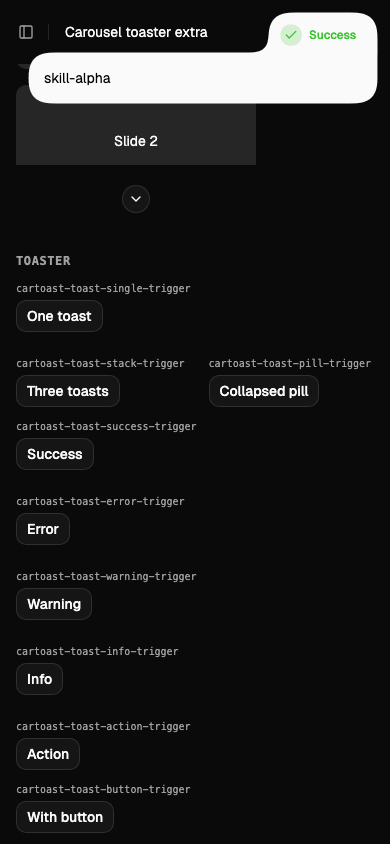 Carousel toaster extra
Success
skill-alpha
Slide 2
TOASTER
cartoast-toast-single-trigger
One toast
cartoast-toast-stack-trigger
Three toasts
cartoast-toast-pill-trigger
Collapsed pill
cartoast-toast-success-trigger
Success
cartoast-toast-error-trigger
Error
cartoast-toast-warning-trigger
Warning
cartoast-toast-info-trigger
Info
cartoast-toast-action-trigger
Action
cartoast-toast-button-trigger
With button